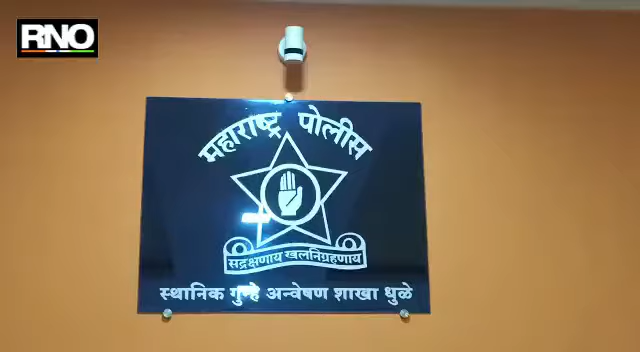 RNO
महाराष्ट्र पोलीस
सद्रक्षणाय खलनिग्रहणाय
स्थानिक गुन्हे अन्वेषण शाखा धुळे